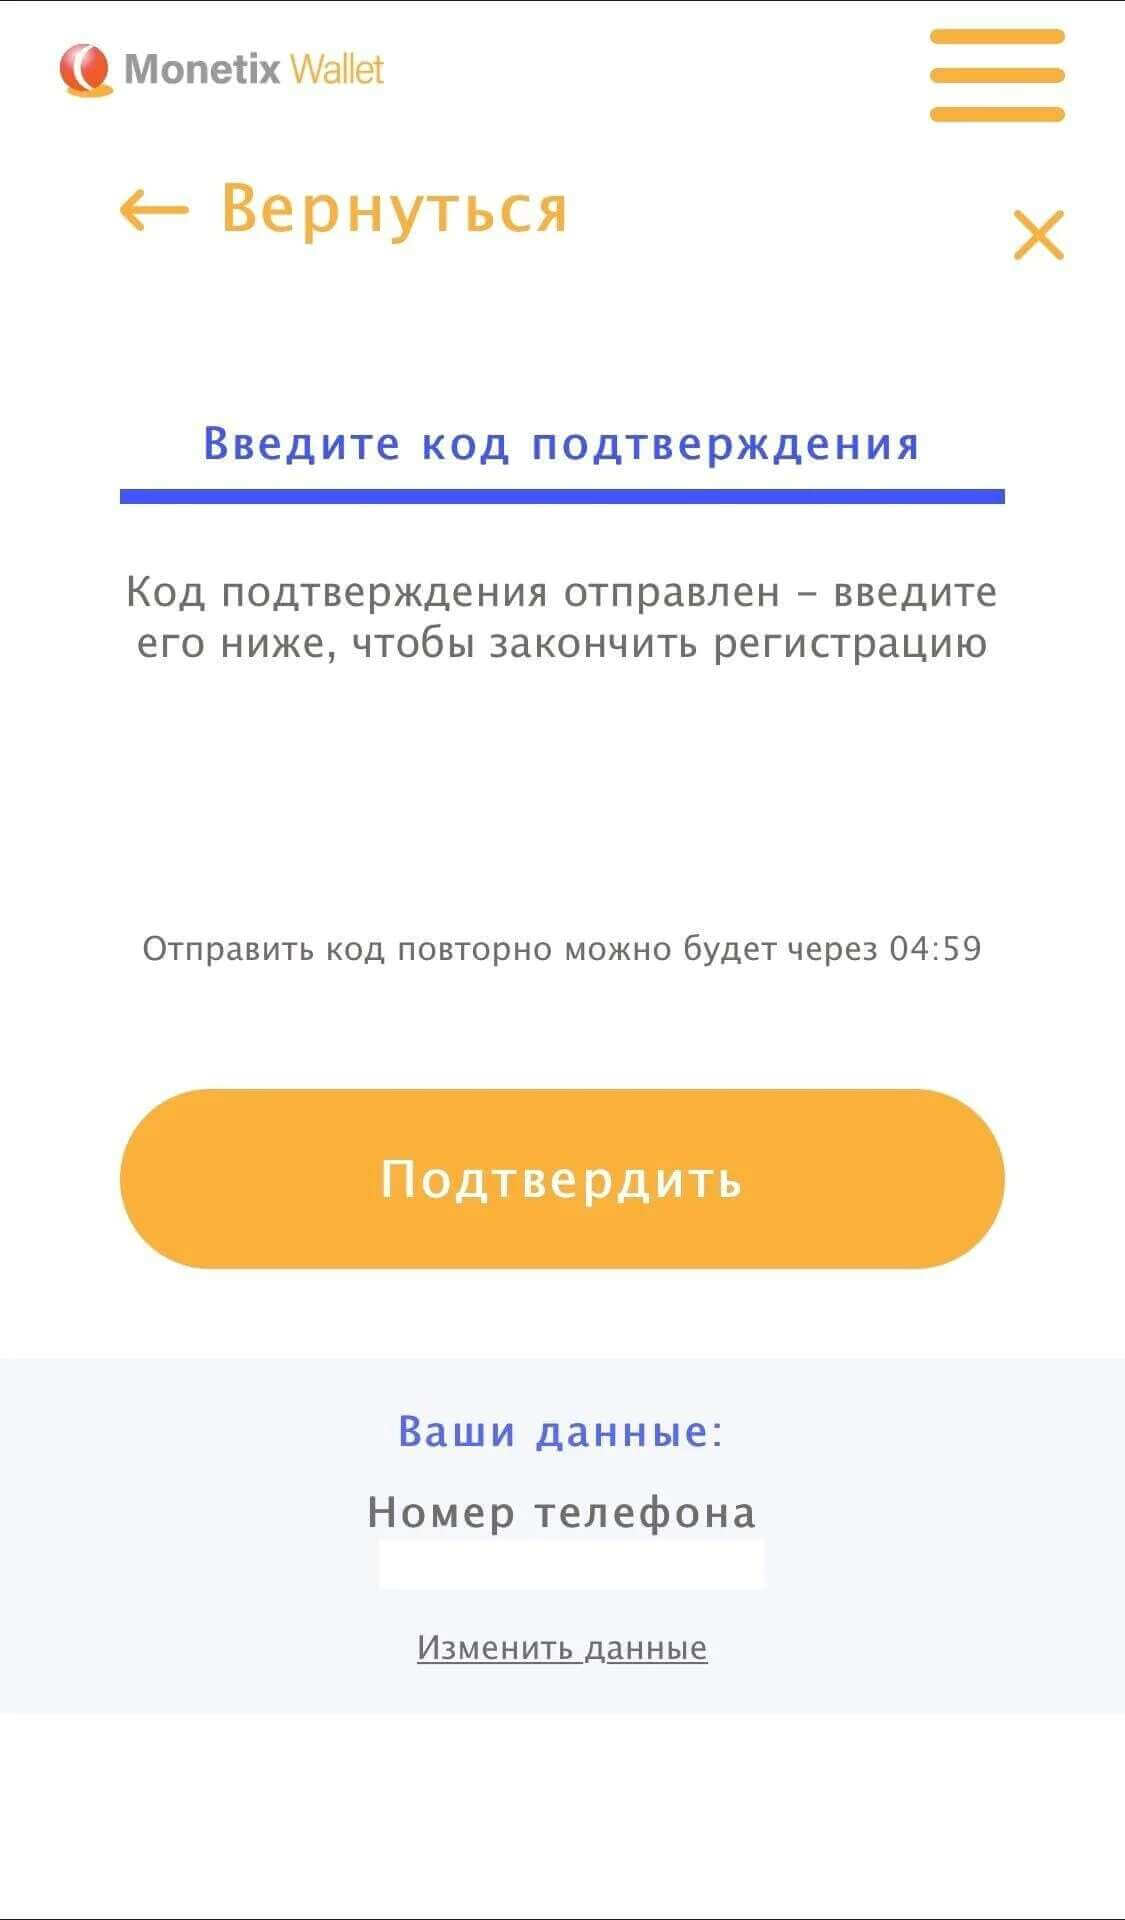 Monetix Wallet
← Вернуться
Введите код подтверждения
Код подтверждения отправлен – введите
его ниже, чтобы закончить регистрацию
Отправить код повторно можно будет через 04:59
Подтвердить
Ваши данные:
Номер телефона
Изменить данные